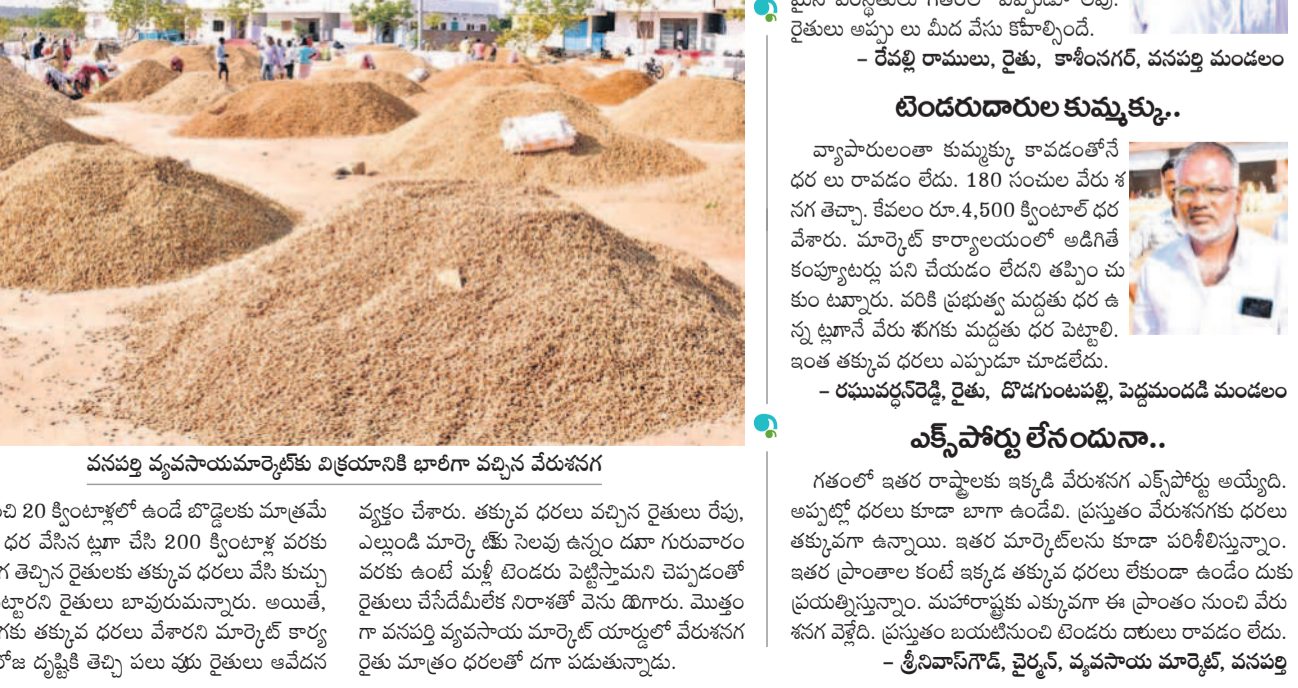 వనపర్తి వ్యవసాయమార్కెట్‌కు విక్రయానికి భారీగా వచ్చిన వేరుశనగ
20 క్వింటాళ్లలో ఉండే బొడ్డెలకు మాత్రమే
ధర వేసిన ట్లుగా చేసి 200 క్వింటాళ్ల వరకు
తెచ్చిన రైతులకు తక్కువ ధరలు వేసి కుచ్చు
రైతులు బావురుమన్నారు. అయితే,
తక్కువ ధరలు వేశారని మార్కెట్ కార్య
దృష్టికి తెచ్చి పలు వురు రైతులు ఆవేదన
వ్యక్తం చేశారు. తక్కువ ధరలు వచ్చిన రైతులు రేపు,
ఎల్లుండి మార్కె ట్‌కు సెలవు ఉన్నం దువా గురువారం
వరకు ఉంటే మళ్లీ టెండరు పెట్టిస్తామని చెప్పడంతో
రైతులు చేసేదేమీలేక నిరాశతో వెను దిరిగారు. మొత్తం
గా వనపర్తి వ్యవసాయ మార్కెట్ యార్డులో వేరుశనగ
రైతు మాత్రం ధరలతో దగా పడుతున్నాడు.
రైతులు అప్పు లు మీద వేసు కోవాల్సిందే.
– రేవల్లి రాములు, రైతు, కాశీంనగర్, వనపర్తి మండలం
టెండరుదారుల కుమ్మక్కు..
వ్యాపారులంతా కుమ్మక్కు కావడంతోనే
ధర లు రావడం లేదు. 180 సంచుల వేరు శ
నగ తెచ్చా. కేవలం రూ.4,500 క్వింటాల్ ధర
వేశారు. మార్కెట్ కార్యాలయంలో అడిగితే
కంప్యూటర్లు పని చేయడం లేదని తప్పిం చు
కుం టున్నారు. వరికి ప్రభుత్వ మద్దతు ధర ఉ
న్న ట్లుగానే వేరు శనగకు మద్దతు ధర పెట్టాలి.
ఇంత తక్కువ ధరలు ఎప్పుడూ చూడలేదు.
– రఘువర్ధన్‌రెడ్డి, రైతు, దొడగుంటపల్లి, పెద్దమందడి మండలం
ఎక్స్‌పోర్టు లేనందునా..
గతంలో ఇతర రాష్ట్రాలకు ఇక్కడి వేరుశనగ ఎక్స్‌పోర్టు అయ్యేది.
అప్పట్లో ధరలు కూడా బాగా ఉండేవి. ప్రస్తుతం వేరుశనగకు ధరలు
తక్కువగా ఉన్నాయి. ఇతర మార్కెట్‌లను కూడా పరిశీలిస్తున్నాం.
ఇతర ప్రాంతాల కంటే ఇక్కడ తక్కువ ధరలు లేకుండా ఉండేం దుకు
ప్రయత్నిస్తున్నాం. మహారాష్ట్రకు ఎక్కువగా ఈ ప్రాంతం నుంచి వేరు
శనగ వెళ్లేది. ప్రస్తుతం బయటినుంచి టెండరు దారులు రావడం లేదు.
– శ్రీనివాస్‌గౌడ్, చైర్మన్, వ్యవసాయ మార్కెట్, వనపర్తి